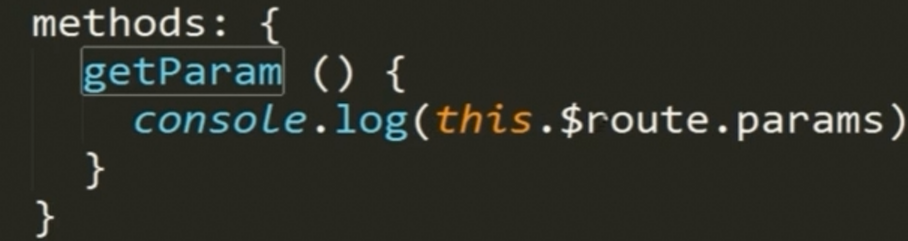 methods: {
  getParam () {
    console.log(this.$route.params)
  }
}